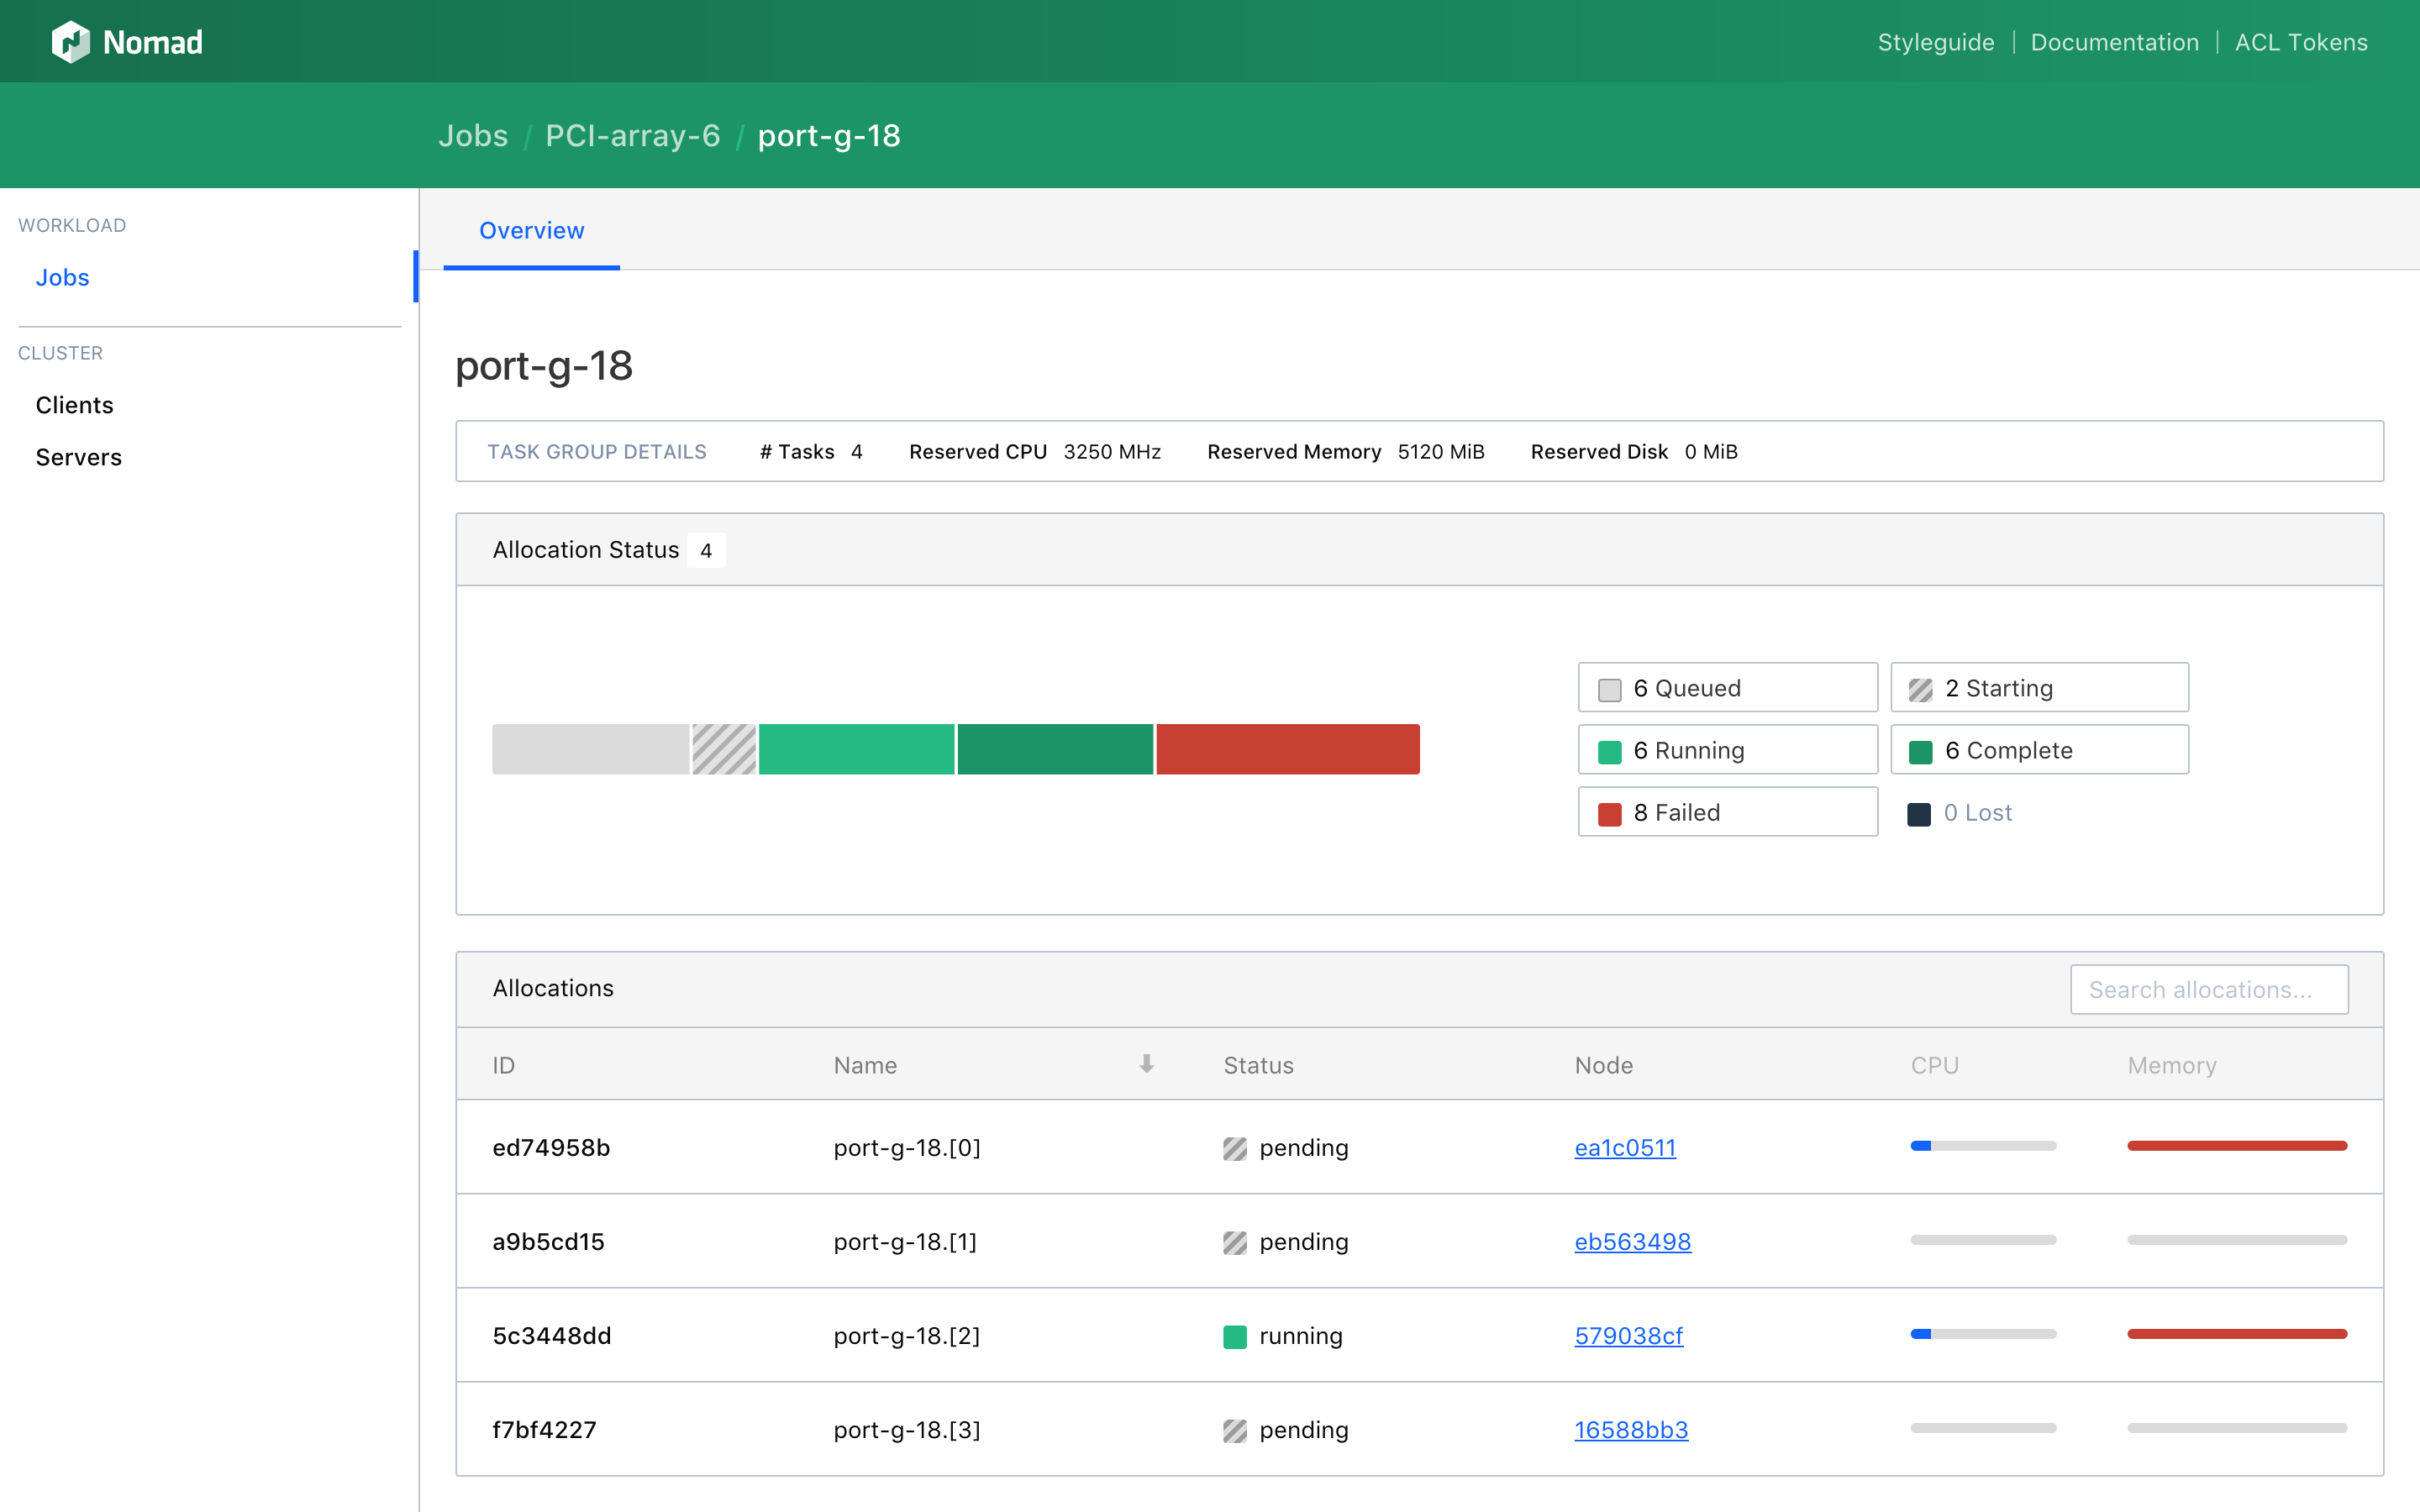 Nomad
Styleguide
Documentation
ACL Tokens
Jobs / PCI-array-6 / port-g-18
WORKLOAD
Jobs
CLUSTER
Clients
Servers
Overview
port-g-18
TASK GROUP DETAILS # Tasks 4 Reserved CPU 3250 MHz Reserved Memory 5120 MiB Reserved Disk 0 MiB
Allocation Status 4
6 Queued
2 Starting
6 Running
6 Complete
8 Failed
0 Lost
Allocations
Search allocations...
ID Name Status Node CPU Memory
ed74958b port-g-18.[0] pending ea1c0511
a9b5cd15 port-g-18.[1] pending eb563498
5c3448dd port-g-18.[2] running 579038cf
f7bf4227 port-g-18.[3] pending 16588bb3